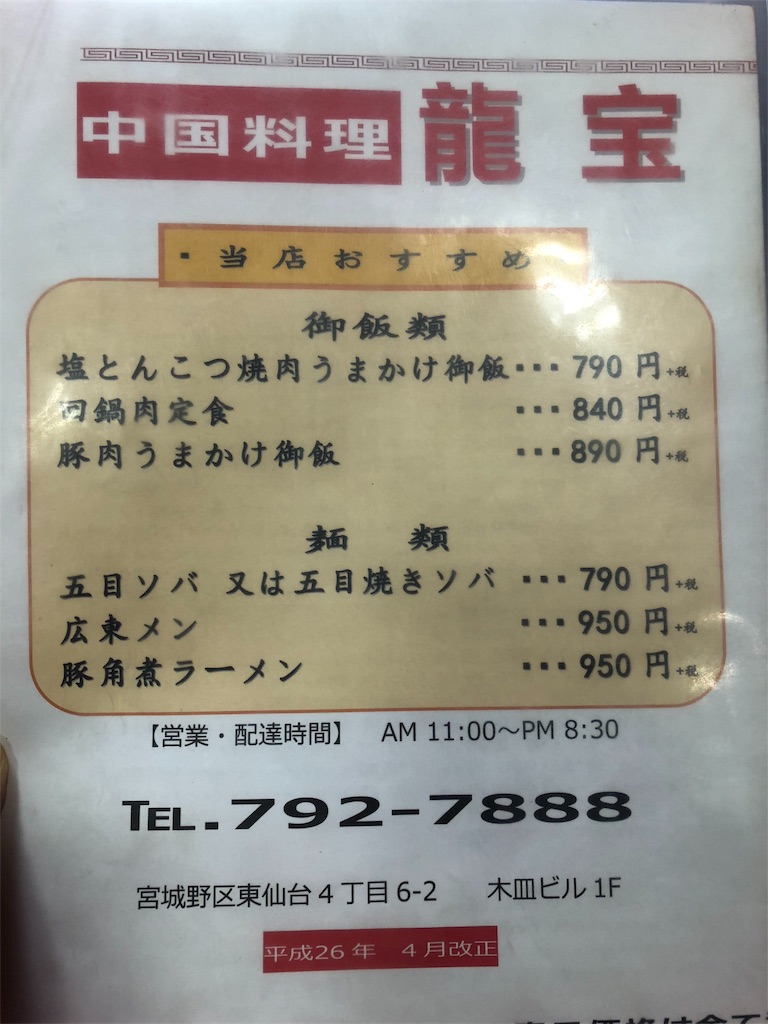 中国料理 龍宝
・当店おすすめ
御飯類
塩とんこつ焼肉うまかけ御飯・・・790 円+税
回鍋肉定食 ・・・840 円+税
豚肉うまかけ御飯 ・・・890 円+税
麺 類
五目ソバ 又は五目焼きソバ ・・・790 円+税
広東メン ・・・950 円+税
豚角煮ラーメン ・・・950 円+税
【営業・配達時間】 AM 11:00～PM 8:30
TEL.792-7888
宮城野区東仙台4丁目6-2 木皿ビル1F
平成26年 4月改正